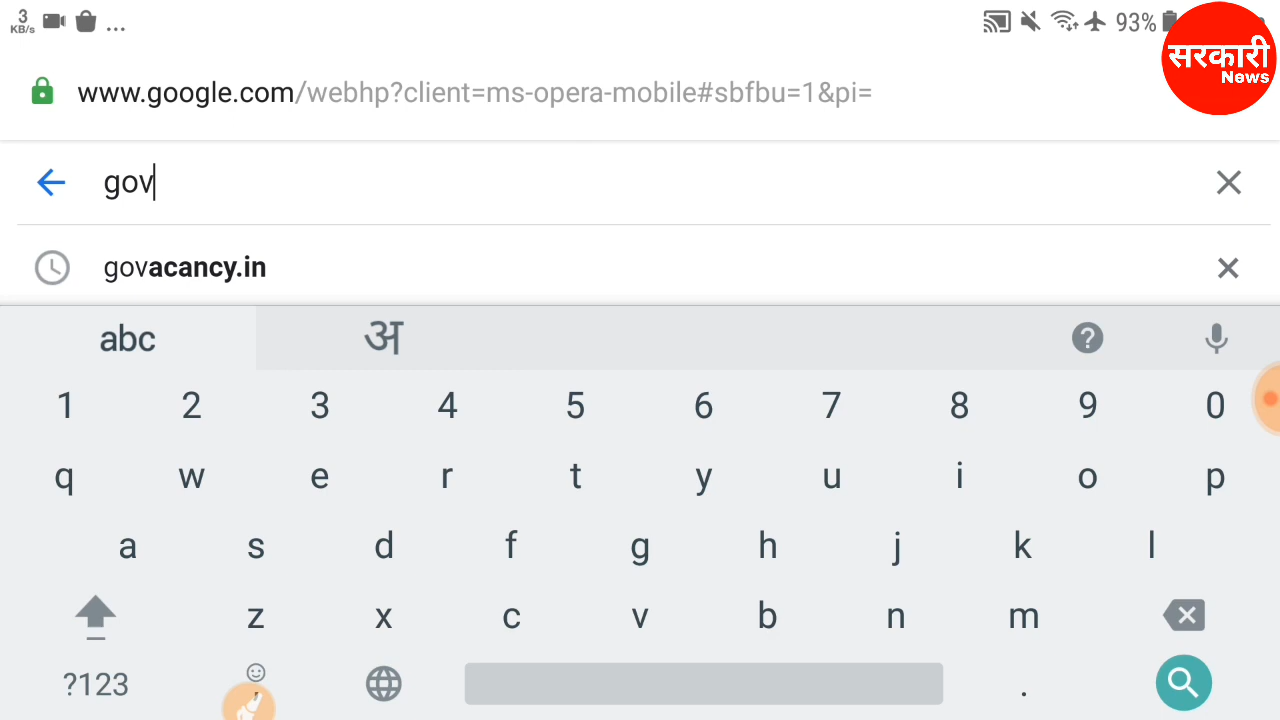 3
KB/s
...
93%
सरकारी
News
www.google.com/webhp?client=ms-opera-mobile#sbfbu=1&pi=
gov
govacancy.in
abc अ
1 2 3 4 5 6 7 8 9 0
q w e r t y u i o p
a s d f g h j k l
z x c v b n m
?123 .